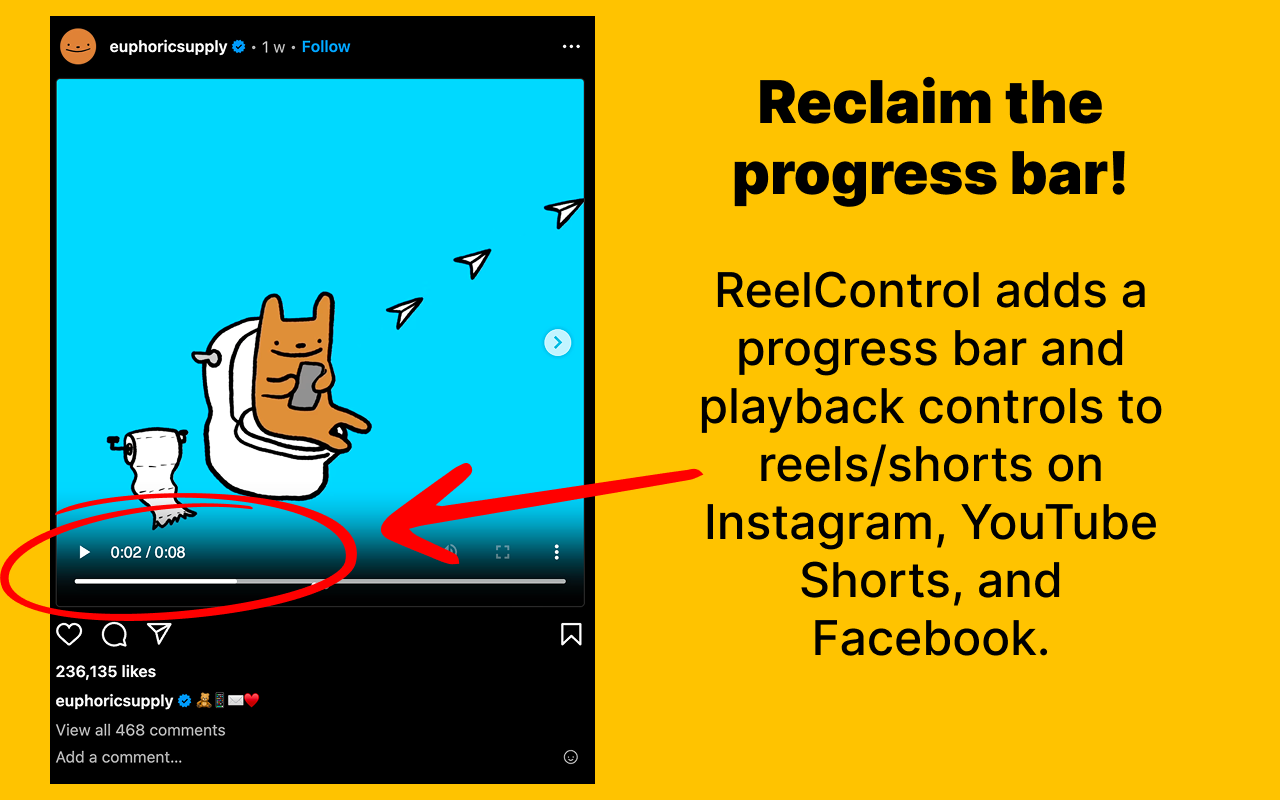 euphoricsupply • 1 w • Follow
Reclaim the
progress bar!
ReelControl adds a
progress bar and
playback controls to
reels/shorts on
Instagram, YouTube
Shorts, and
Facebook.
0:02 / 0:08
236,135 likes
euphoricsupply 🧸📱✉️❤️
View all 468 comments
Add a comment...